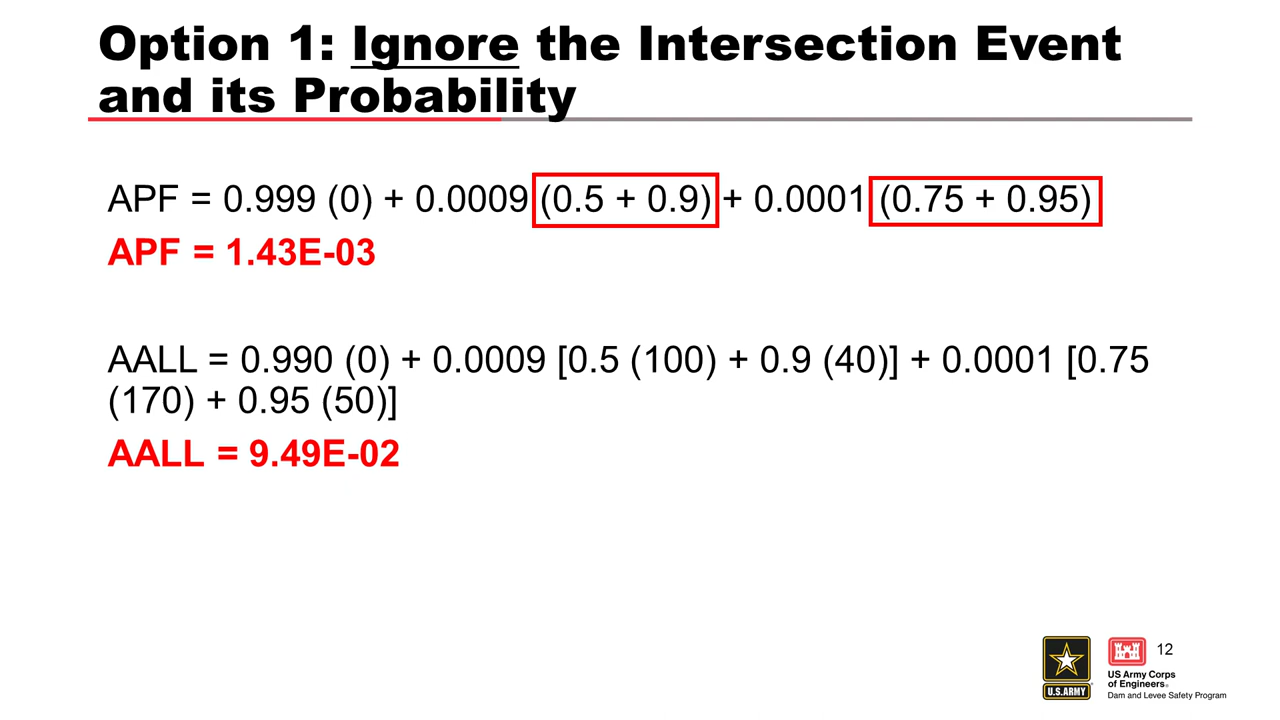 Option 1: Ignore the Intersection Event
and its Probability
APF = 0.999 (0) + 0.0009 (0.5 + 0.9) + 0.0001 (0.75 + 0.95)
APF = 1.43E-03
AALL = 0.990 (0) + 0.0009 [0.5 (100) + 0.9 (40)] + 0.0001 [0.75
(170) + 0.95 (50)]
AALL = 9.49E-02
U.S. ARMY
12
US Army Corps
of Engineers®
Dam and Levee Safety Program